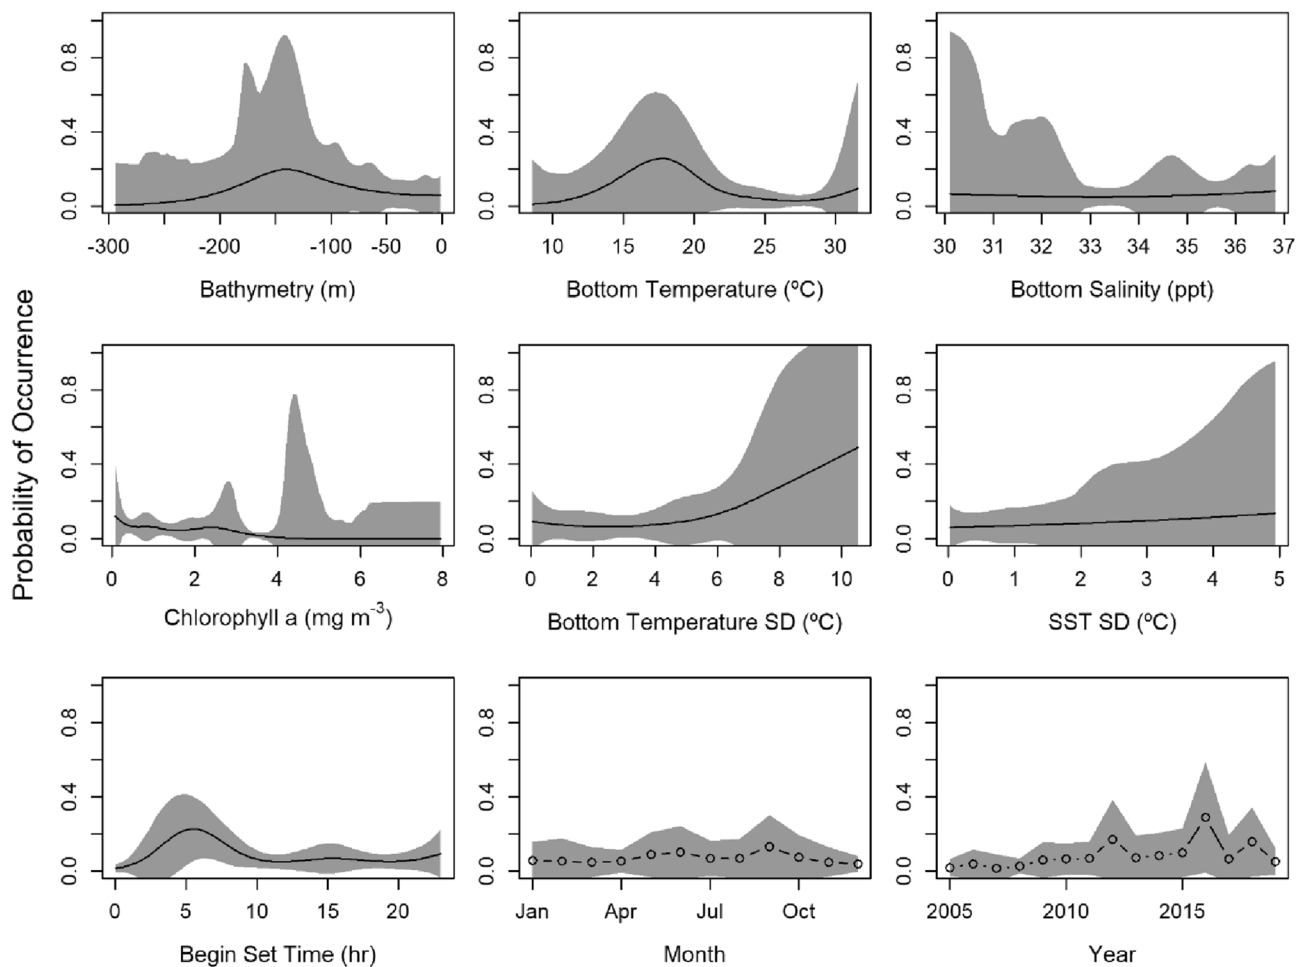 0.0 0.4 0.8
-300 -200 -100 -50 0
Bathymetry (m)
0.0 0.4 0.8
10 15 20 25 30
Bottom Temperature (ºC)
0.0 0.4 0.8
30 31 32 33 34 35 36 37
Bottom Salinity (ppt)
Probability of Occurrence
0.0 0.4 0.8
0 2 4 6 8
Chlorophyll a (mg m⁻³)
0.0 0.4 0.8
0 2 4 6 8 10
Bottom Temperature SD (ºC)
0.0 0.4 0.8
0 1 2 3 4 5
SST SD (ºC)
0.0 0.4 0.8
0 5 10 15 20
Begin Set Time (hr)
0.0 0.4 0.8
Jan Apr Jul Oct
Month
0.0 0.4 0.8
2005 2010 2015
Year